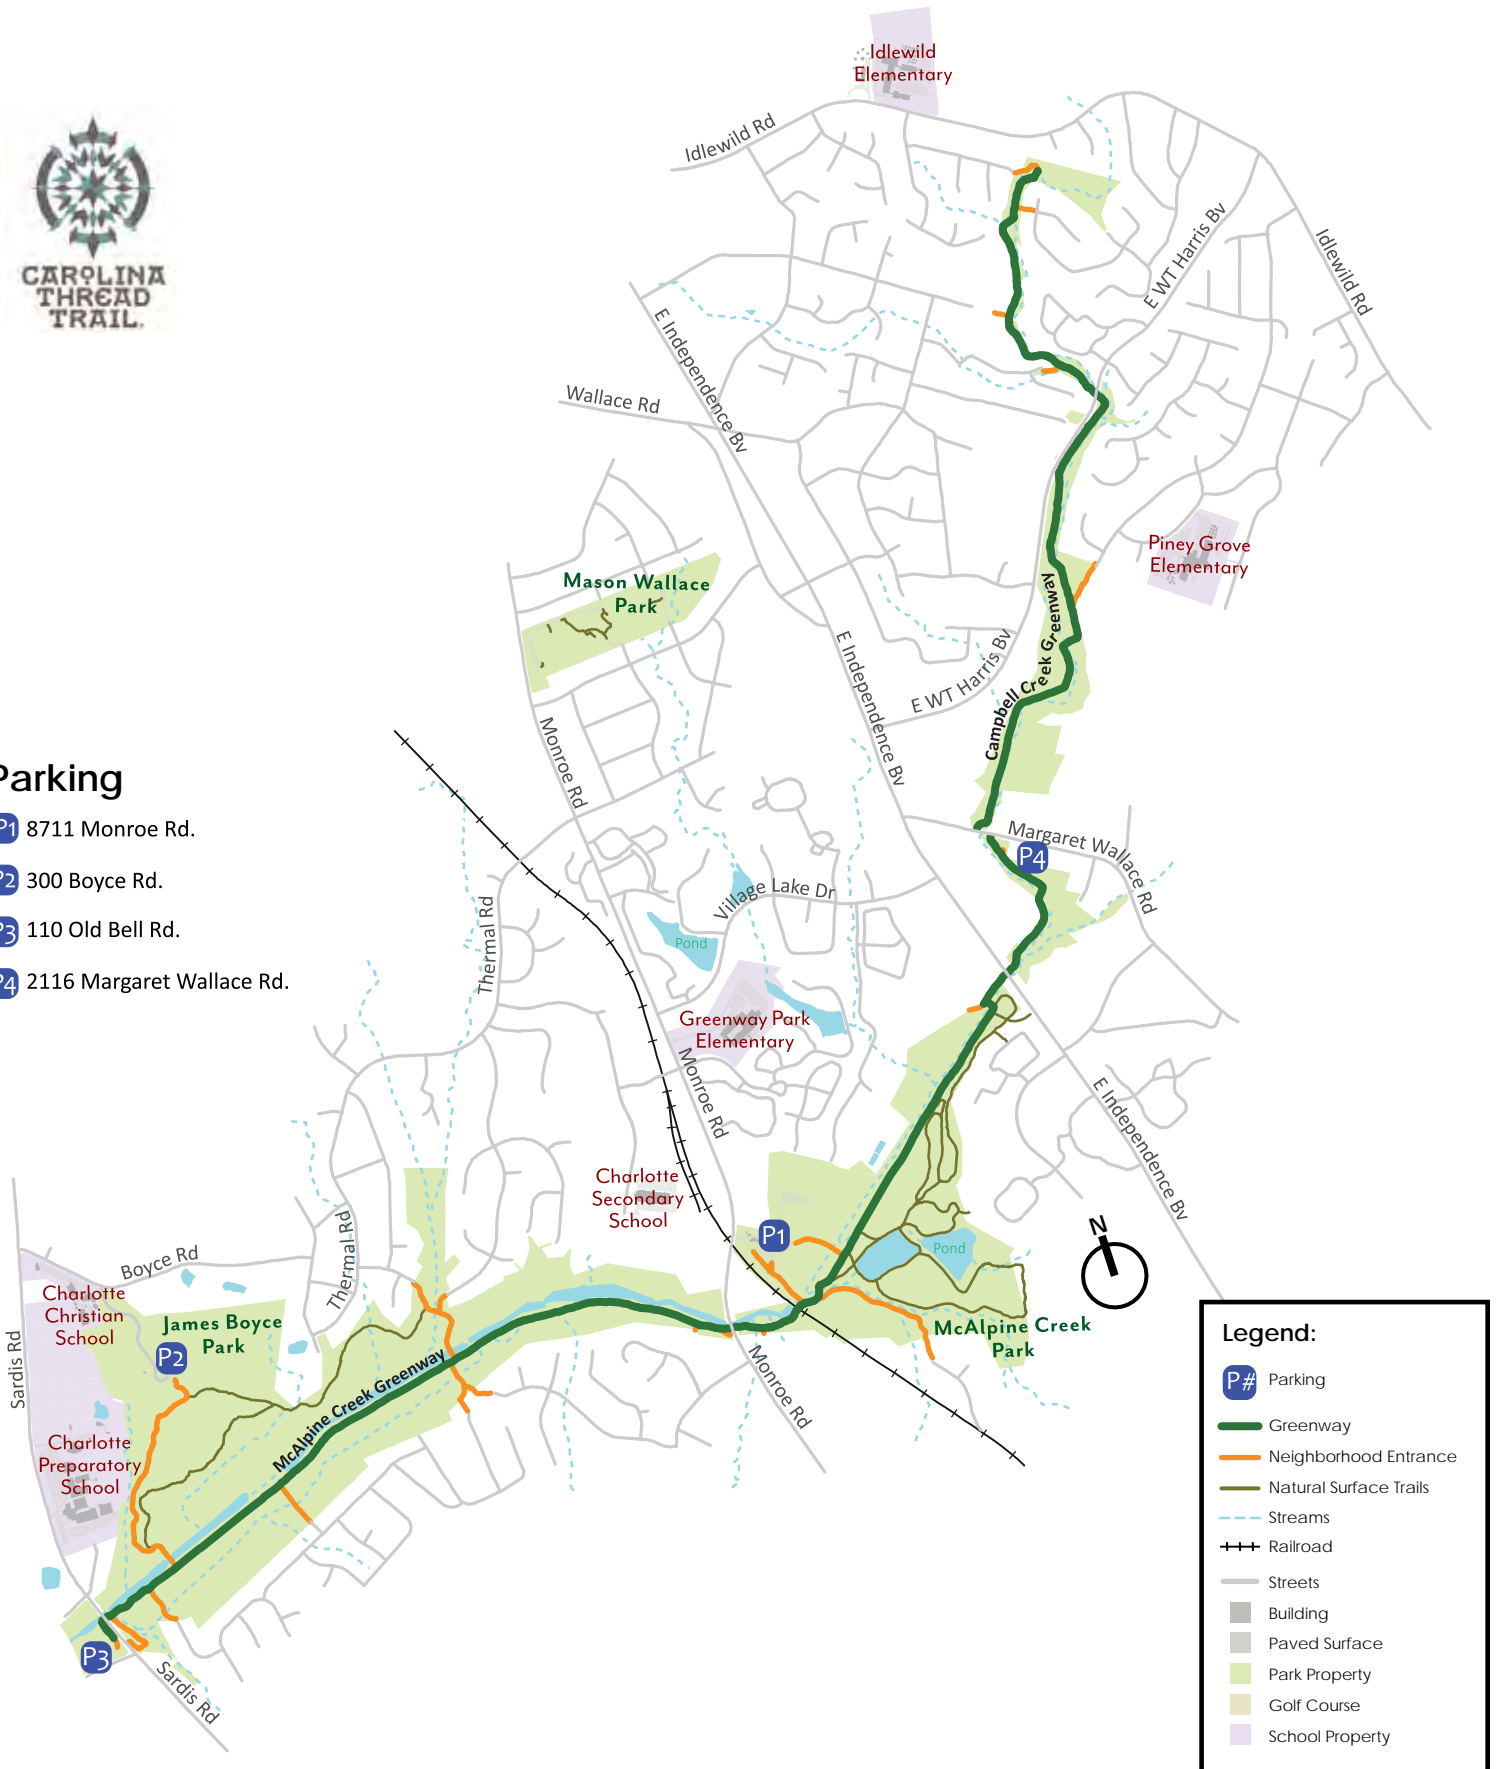 Idlewild
Elementary
Idlewild Rd
CAROLINA
THREAD
TRAIL.
E WT Harris Bv
Idlewild Rd
E Independence Bv
Wallace Rd
Piney Grove
Elementary
Mason Wallace
Park
Campbell Creek Greenway
E Independence Bv
E WT Harris Bv
Monroe Rd
Parking
P1 8711 Monroe Rd.
P2 300 Boyce Rd.
P3 110 Old Bell Rd.
P4 2116 Margaret Wallace Rd.
Margaret Wallace Rd
P4
Village Lake Dr
Thermal Rd
Pond
Greenway Park
Elementary
Monroe Rd
E Independence Bv
Charlotte
Secondary
School
P1
Pond
N
Thermal Rd
Boyce Rd
Charlotte
Christian
School
James Boyce
Park
P2
McAlpine Creek
Park
Sardis Rd
McAlpine Creek Greenway
Monroe Rd
Charlotte
Preparatory
School
P3
Sardis Rd
Legend:
P# Parking
Greenway
Neighborhood Entrance
Natural Surface Trails
Streams
Railroad
Streets
Building
Paved Surface
Park Property
Golf Course
School Property